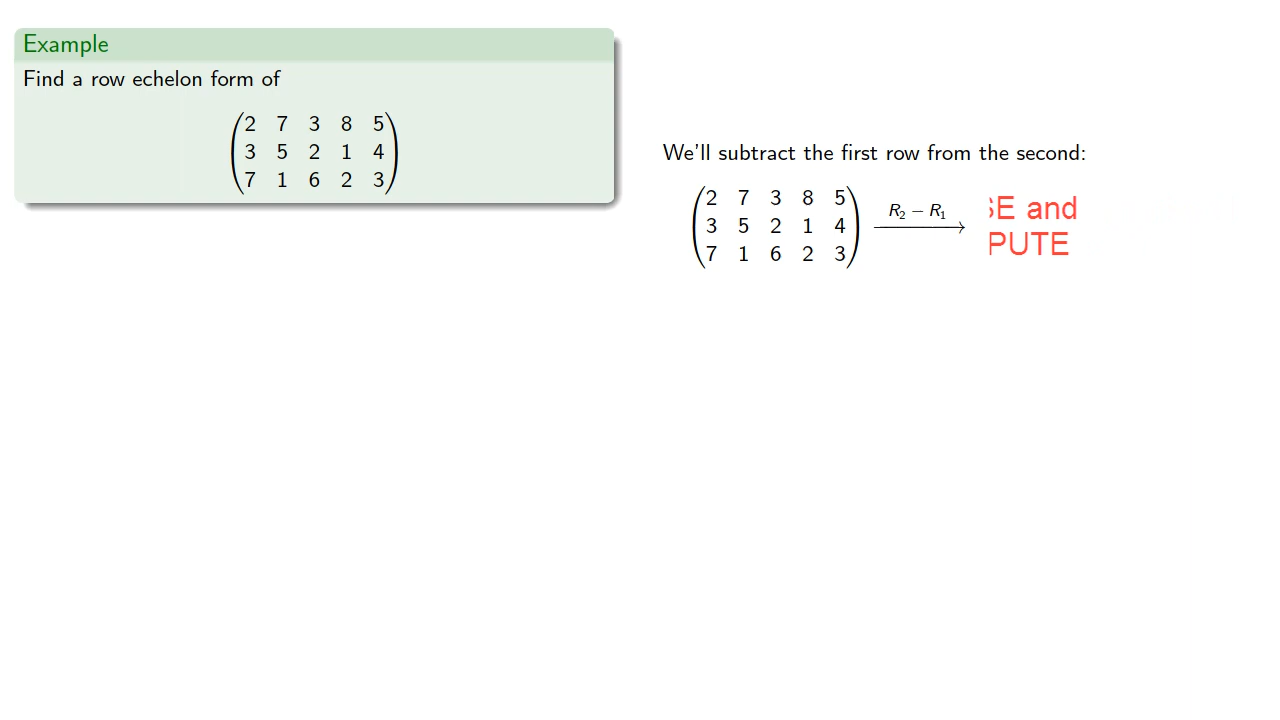 Example
Find a row echelon form of
2 7 3 8 5
3 5 2 1 4
7 1 6 2 3
We'll subtract the first row from the second:
2 7 3 8 5
3 5 2 1 4
7 1 6 2 3
R₂ − R₁
and